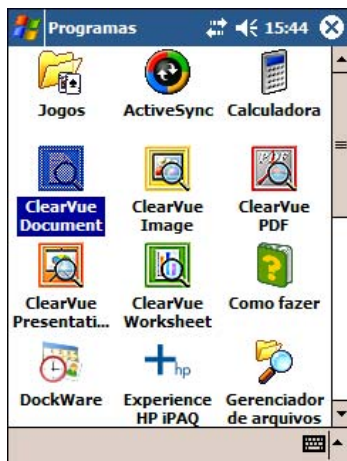 Programas 15:44
Jogos ActiveSync Calculadora
ClearVue ClearVue ClearVue
Document Image PDF
ClearVue ClearVue Como fazer
Presentati... Worksheet
DockWare Experience Gerenciador
HP iPAQ de arquivos
PDF
hp